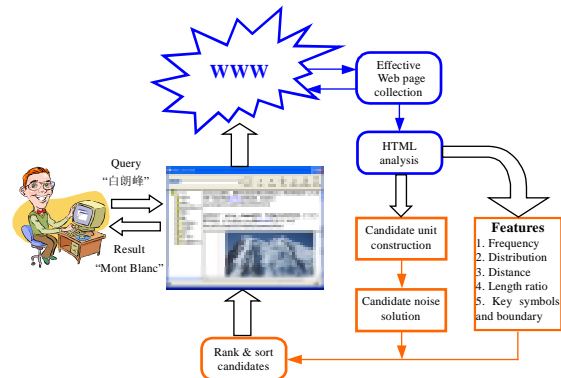 WWW
Effective
Web page
collection
HTML
analysis
Query
“白朗峰”
Result
“Mont Blanc”
Candidate unit
construction
Candidate noise
solution
Features
1. Frequency
2. Distribution
3. Distance
4. Length ratio
5. Key symbols
and boundary
Rank & sort
candidates